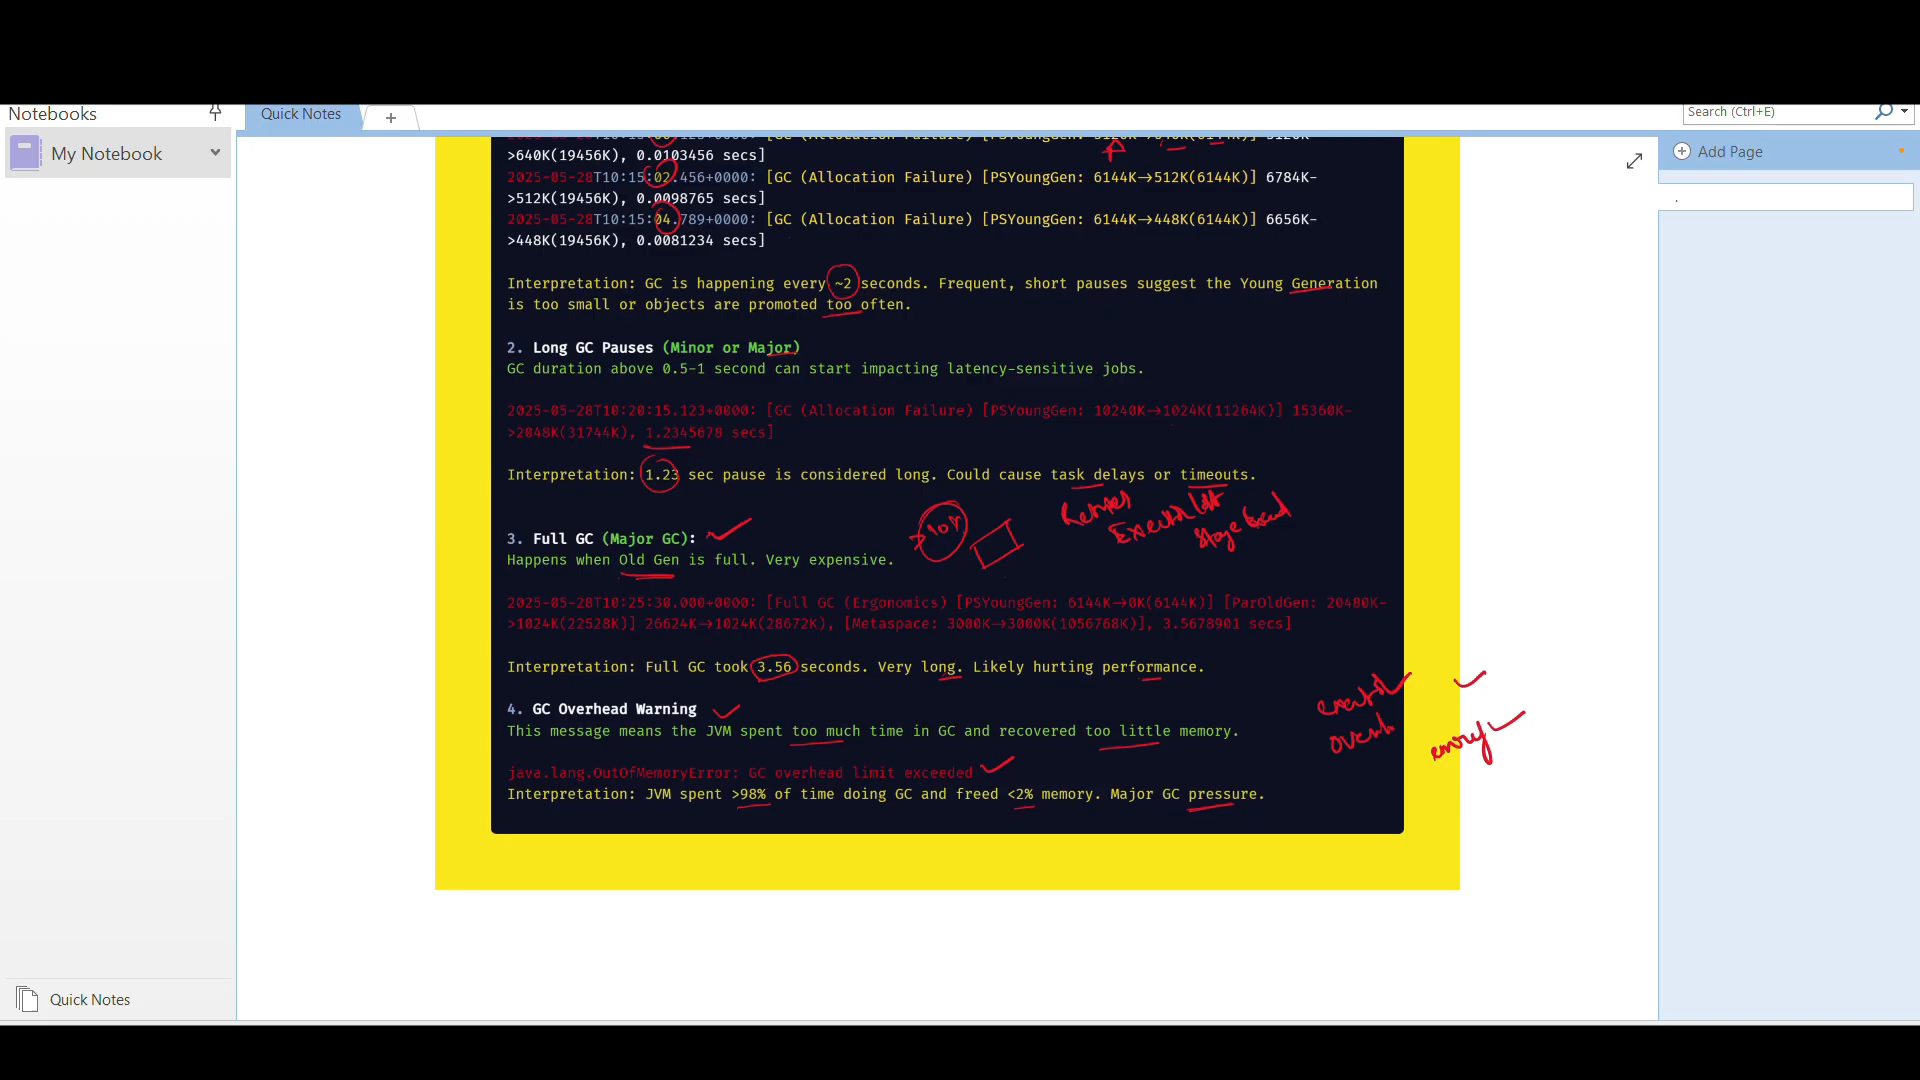 Notebooks
Quick Notes
+
Search (Ctrl+E)
My Notebook
Add Page
.
>640K(19456K), 0.0103456 secs]
2025-05-28T10:15:02.456+0000: [GC (Allocation Failure) [PSYoungGen: 6144K→512K(6144K)] 6784K-
>512K(19456K), 0.0098765 secs]
2025-05-28T10:15:04.789+0000: [GC (Allocation Failure) [PSYoungGen: 6144K→448K(6144K)] 6656K-
>448K(19456K), 0.0081234 secs]
Interpretation: GC is happening every ~2 seconds. Frequent, short pauses suggest the Young Generation
is too small or objects are promoted too often.
2. Long GC Pauses (Minor or Major)
GC duration above 0.5-1 second can start impacting latency-sensitive jobs.
2025-05-28T10:20:15.123+0000: [GC (Allocation Failure) [PSYoungGen: 10240K→1024K(11264K)] 15360K-
>2048K(31744K), 1.2345678 secs]
Interpretation: 1.23 sec pause is considered long. Could cause task delays or timeouts.
3. Full GC (Major GC):
Happens when Old Gen is full. Very expensive.
2025-05-28T10:25:30.000+0000: [Full GC (Ergonomics) [PSYoungGen: 6144K→0K(6144K)] [ParOldGen: 20480K-
>1024K(22528K)] 26624K→1024K(28672K), [Metaspace: 3000K→3000K(1056768K)], 3.5678901 secs]
Interpretation: Full GC took 3.56 seconds. Very long. Likely hurting performance.
4. GC Overhead Warning
This message means the JVM spent too much time in GC and recovered too little memory.
java.lang.OutOfMemoryError: GC overhead limit exceeded
Interpretation: JVM spent >98% of time doing GC and freed <2% memory. Major GC pressure.
Quick Notes